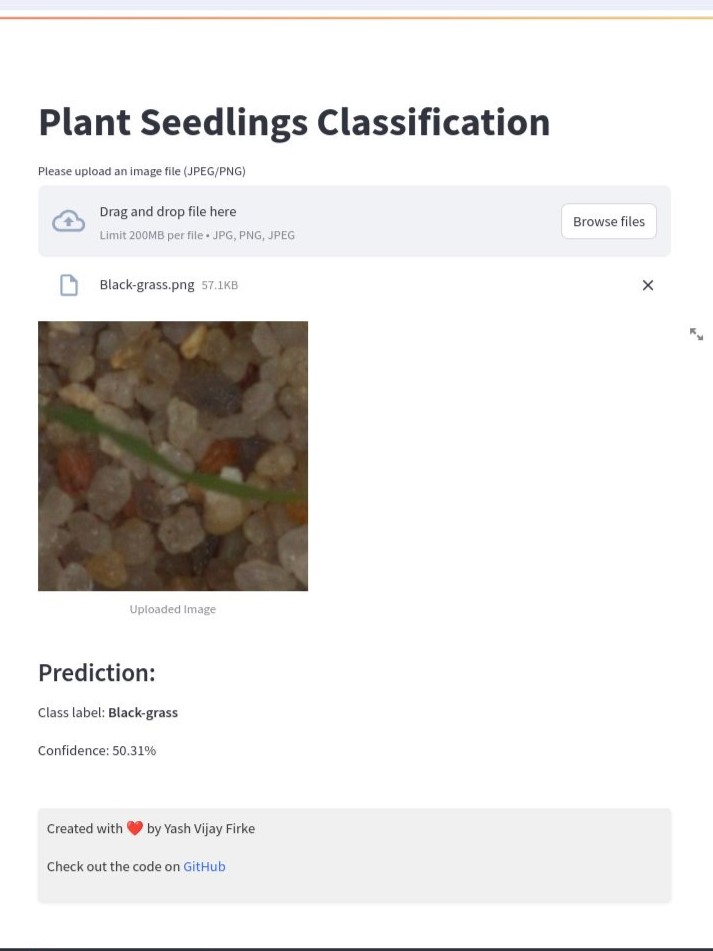 Plant Seedlings Classification
Please upload an image file (JPEG/PNG)
Drag and drop file here
Limit 200MB per file • JPG, PNG, JPEG
Browse files
Black-grass.png 57.1KB
Uploaded Image
Prediction:
Class label: Black-grass
Confidence: 50.31%
Created with ❤️ by Yash Vijay Firke
Check out the code on GitHub